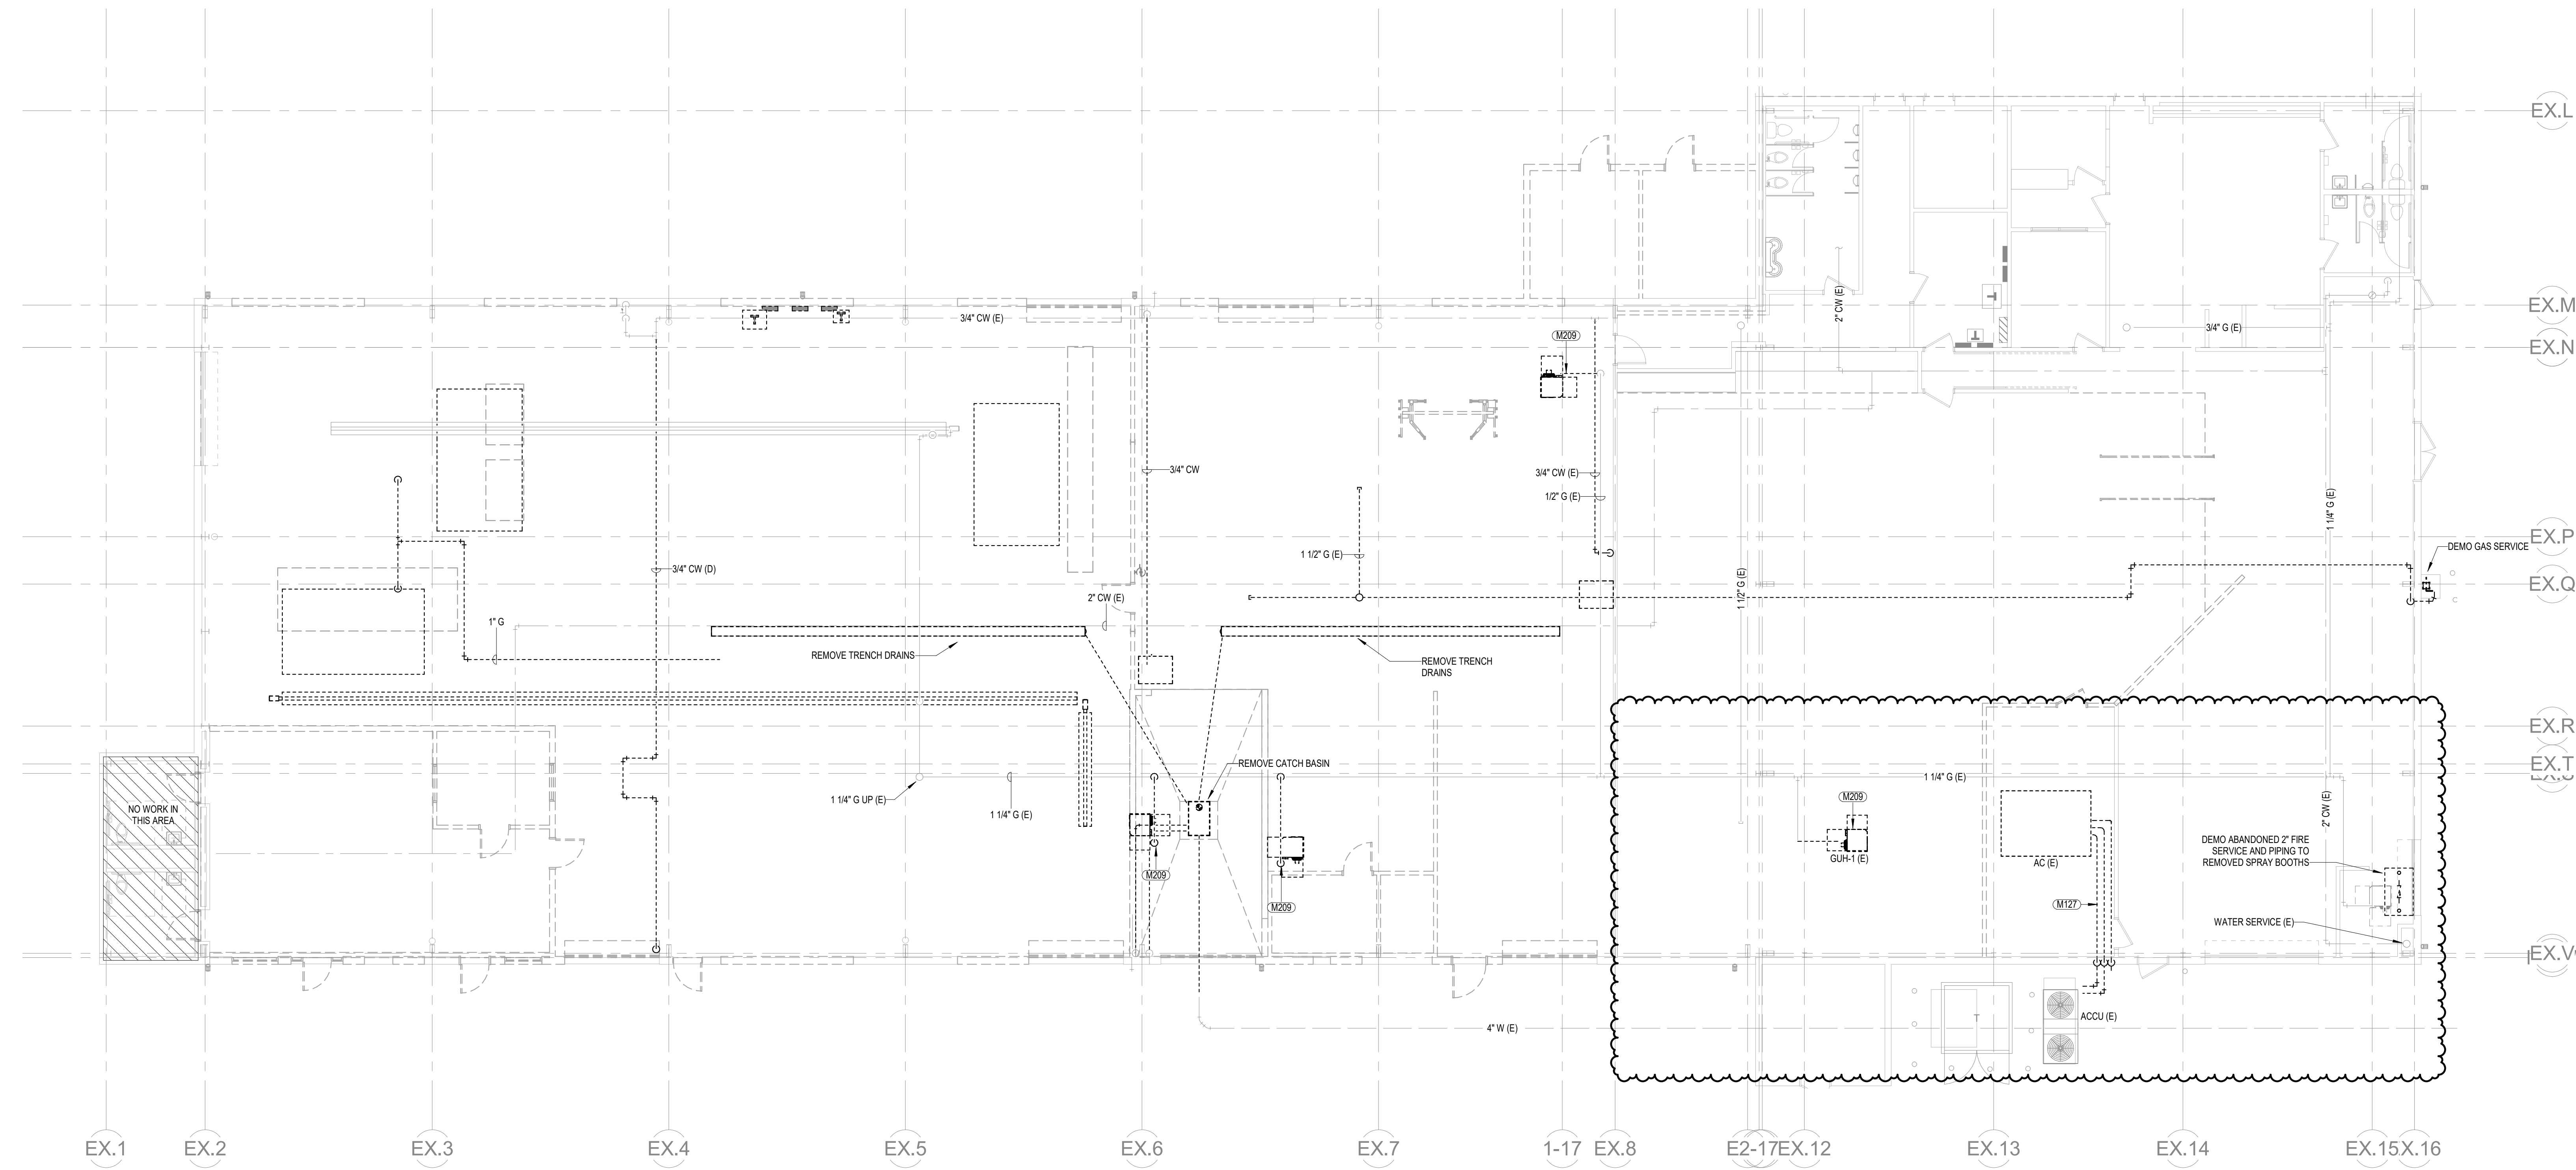 EX.L
EX.M
EX.N
EX.P
EX.Q
EX.R
EX.T
3/4" CW (E)
M209
2" CW (E)
3/4" G (E)
3/4" CW
3/4" CW (E)
1/2" G (E)
1 1/4" G (E)
1 1/2" G (E)
DEMO GAS SERVICE
3/4" CW (D)
1 1/2" G (E)
2" CW (E)
1" G
REMOVE TRENCH DRAINS
REMOVE TRENCH
DRAINS
REMOVE CATCH BASIN
1 1/4" G (E)
NO WORK IN
THIS AREA
1 1/4" G UP (E)
1 1/4" G (E)
M209
2" CW (E)
DEMO ABANDONED 2" FIRE
SERVICE AND PIPING TO
REMOVED SPRAY BOOTHS
GUH-1 (E)
AC (E)
M209
M209
M127
WATER SERVICE (E)
ACCU (E)
4" W (E)
EX.1
EX.2
EX.3
EX.4
EX.5
EX.6
EX.7
1-17
EX.8
E2-17
EX.12
EX.13
EX.14
EX.15
X.16